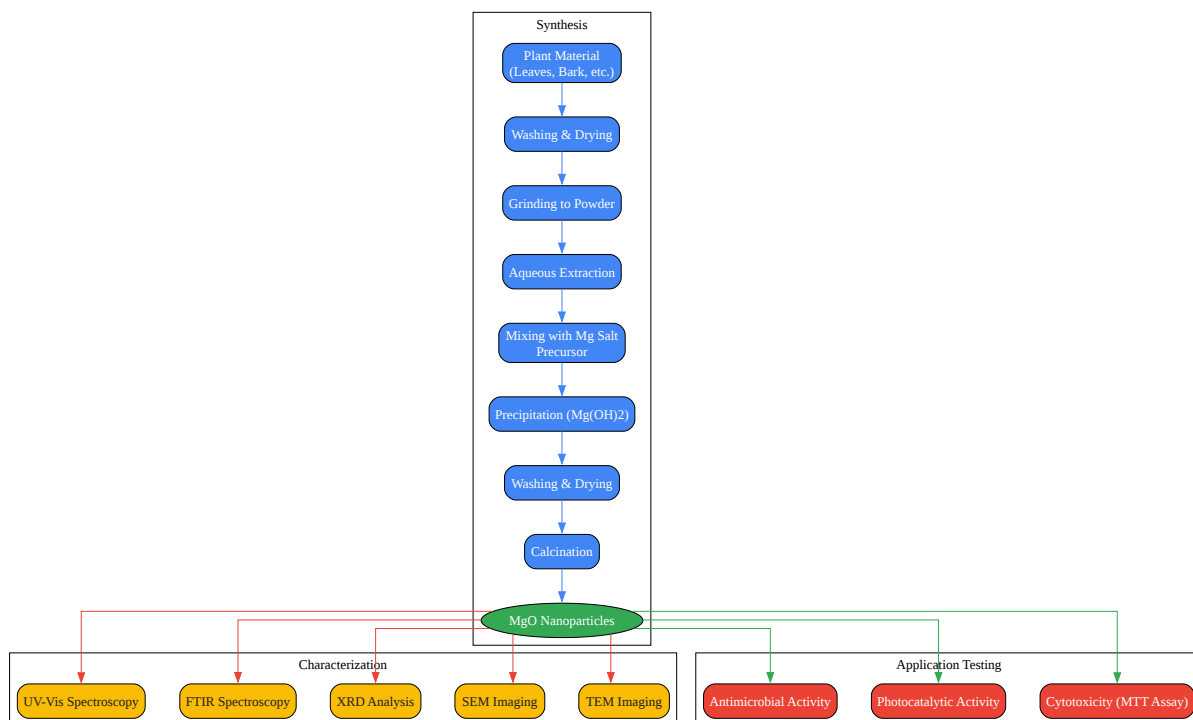 Synthesis
Plant Material
(Leaves, Bark, etc.)
Washing & Drying
Grinding to Powder
Aqueous Extraction
Mixing with Mg Salt
Precursor
Precipitation (Mg(OH)2)
Washing & Drying
Calcination
MgO Nanoparticles
Characterization
UV-Vis Spectroscopy
FTIR Spectroscopy
XRD Analysis
SEM Imaging
TEM Imaging
Application Testing
Antimicrobial Activity
Photocatalytic Activity
Cytotoxicity (MTT Assay)